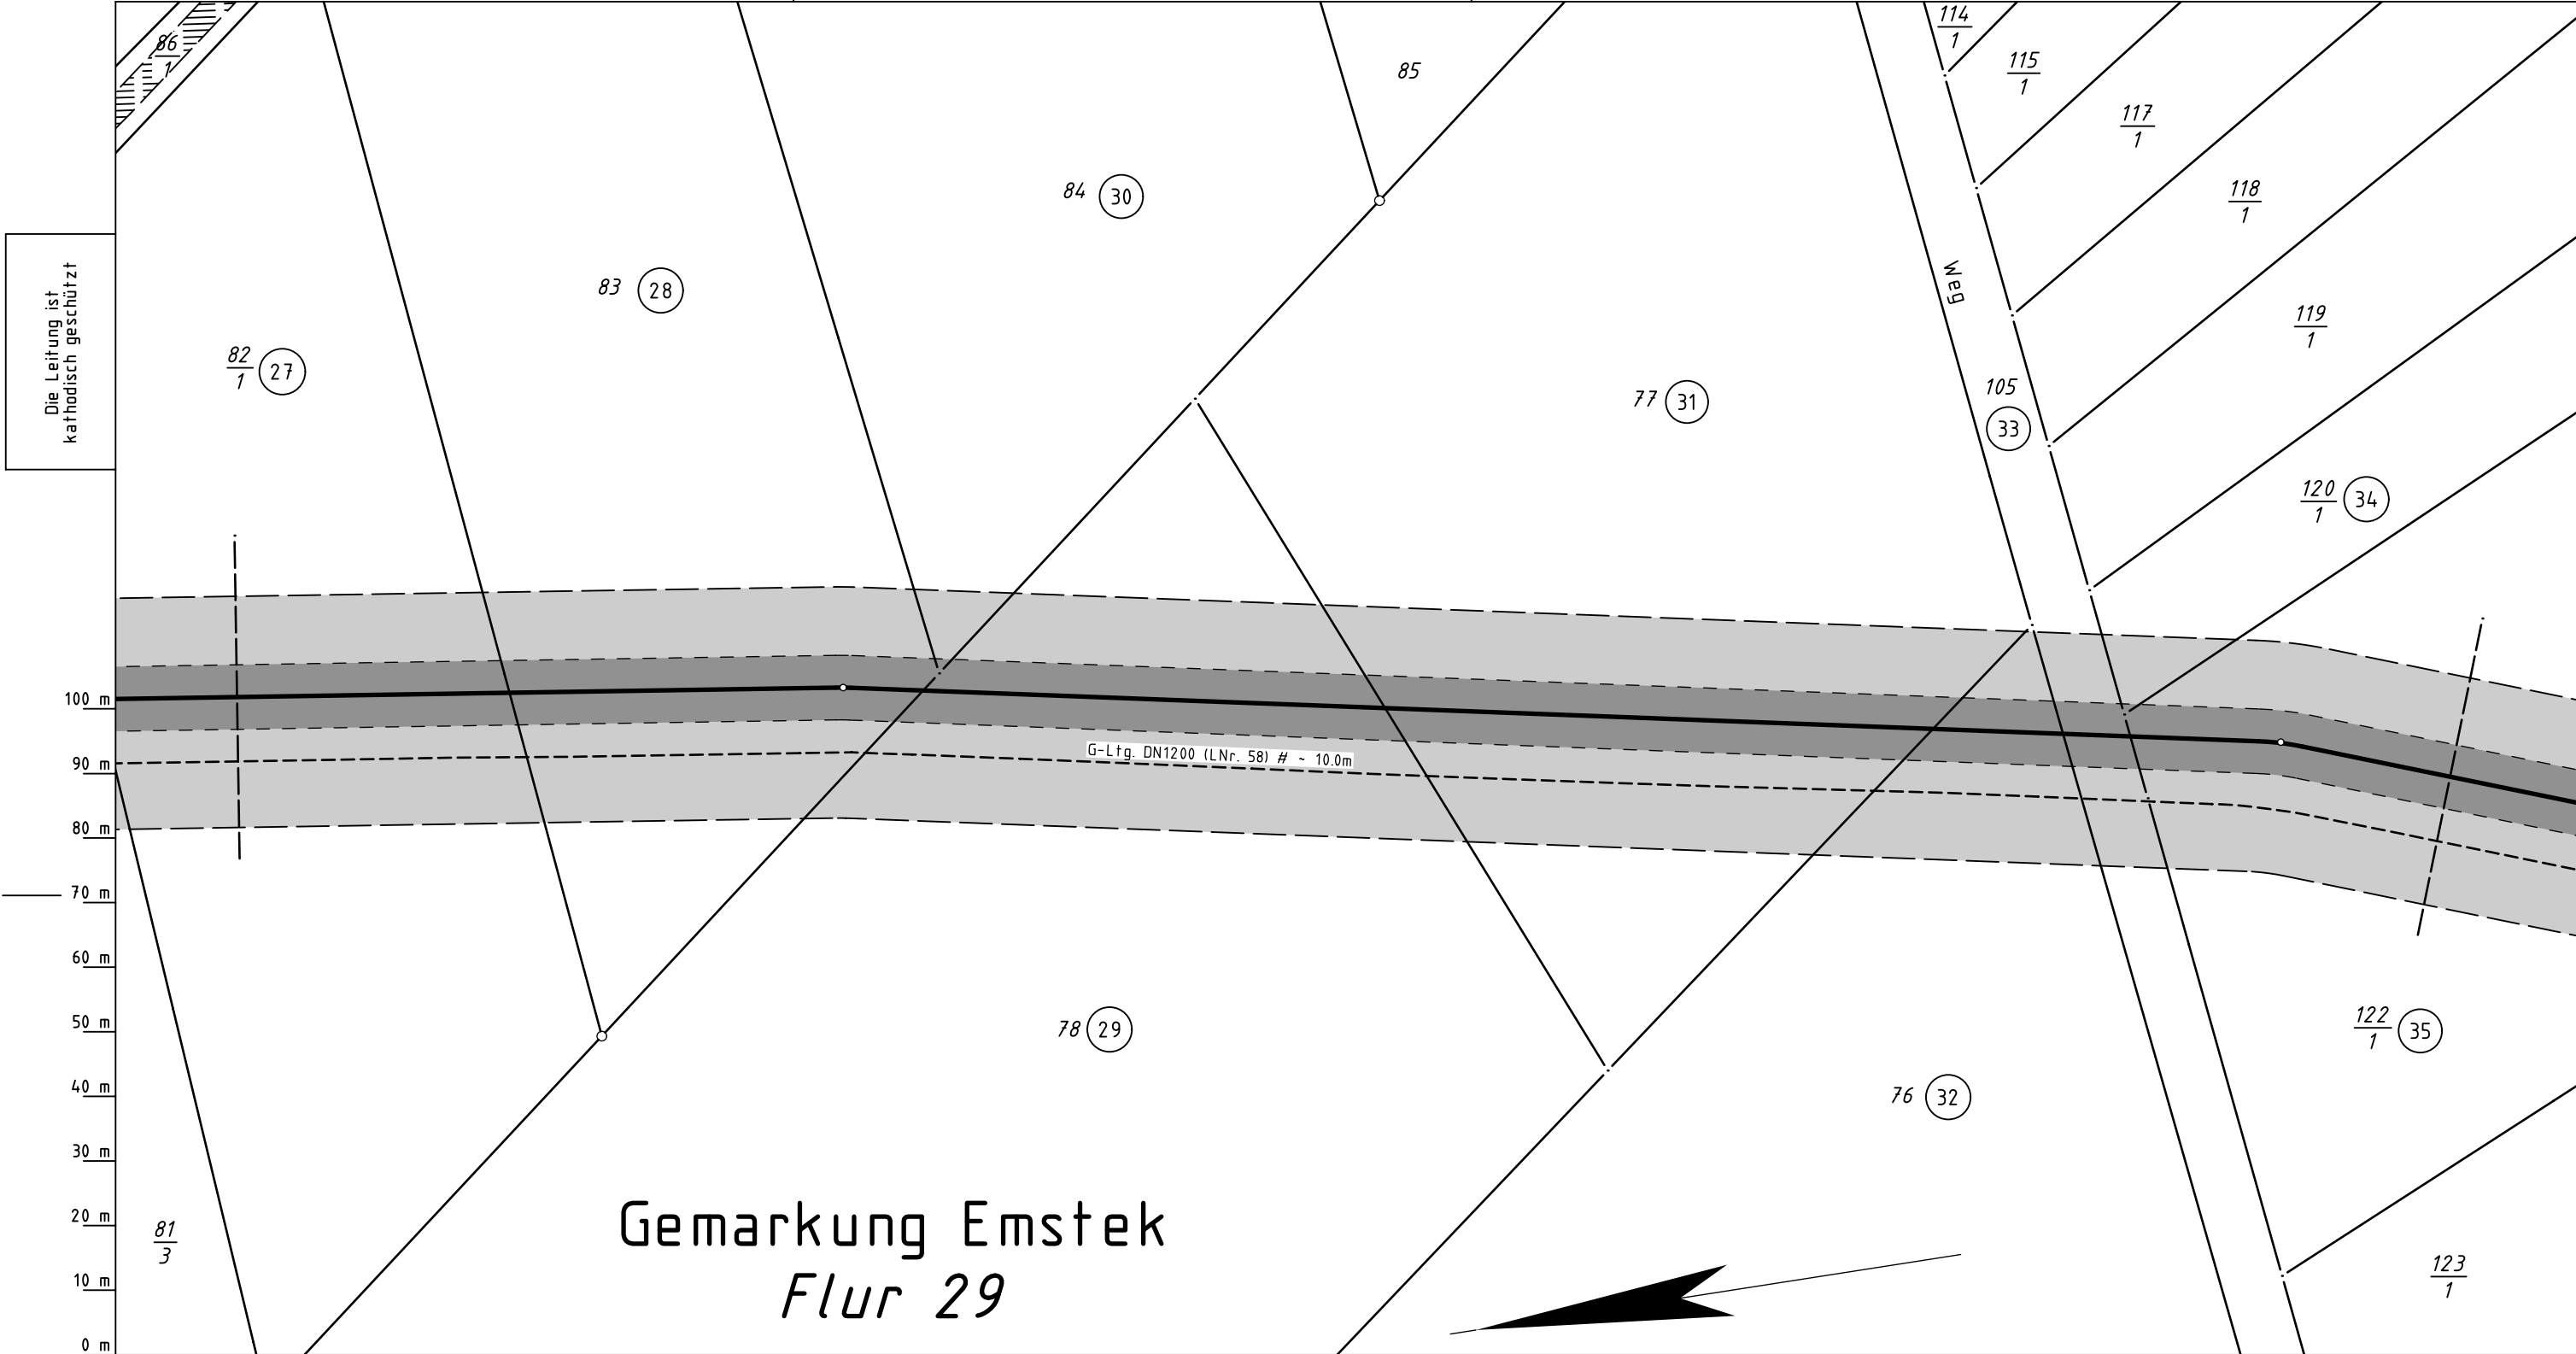 114
1
86
1
85
115
1
117
1
84 30
118
1
Die Leitung ist
kathodisch geschützt
83 28
Weg
119
1
82
1 27
77 31
105
33
120
1 34
100 m
G-Ltg. DN1200 (LNr. 58) # ~ 10.0m
90 m
80 m
70 m
60 m
50 m
78 29
122
1 35
40 m
76 32
30 m
20 m
Gemarkung Emstek
81
3
10 m
Flur 29
123
1
0 m